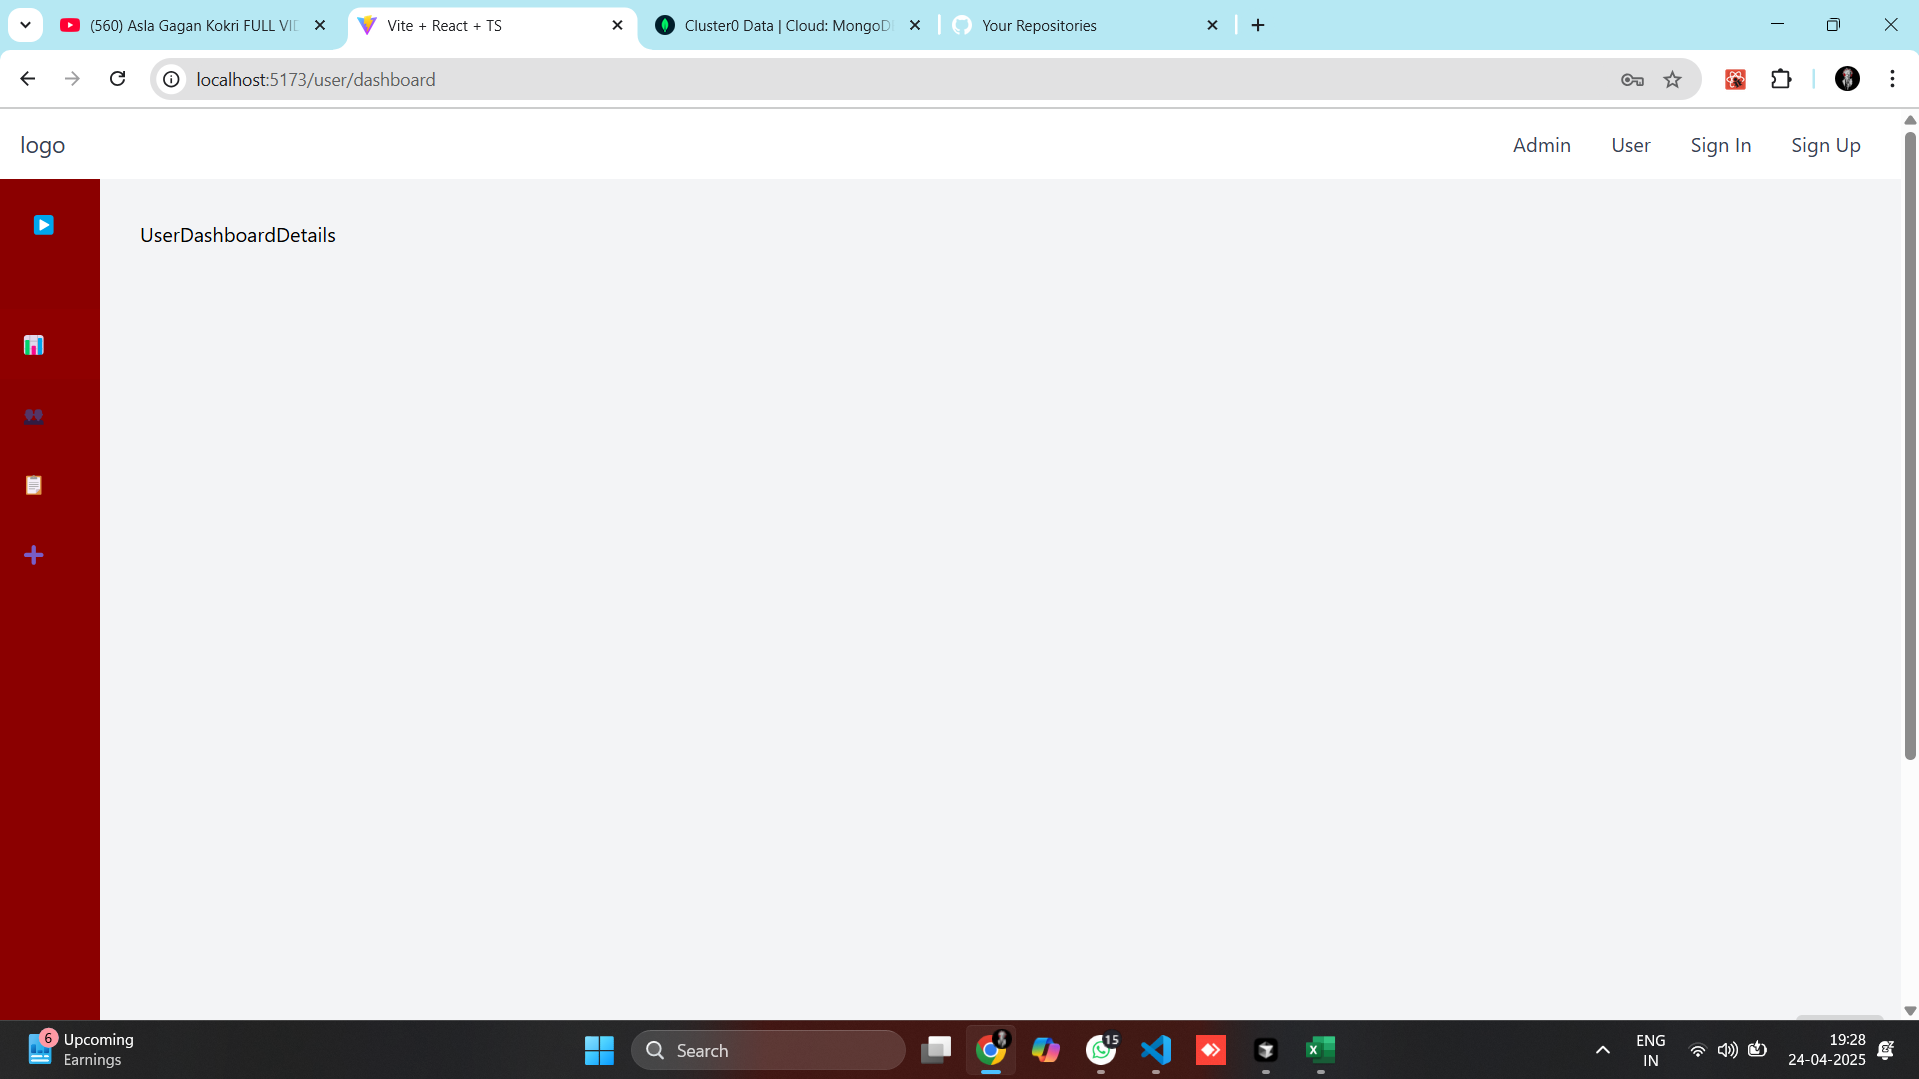 (560) Asla Gagan Kokri FULL VID
Vite + React + TS
Cluster0 Data | Cloud: MongoD
Your Repositories
localhost:5173/user/dashboard
logo
Admin
User
Sign In
Sign Up
UserDashboardDetails
6
Upcoming
Earnings
Search
15
ENG
IN
19:28
24-04-2025